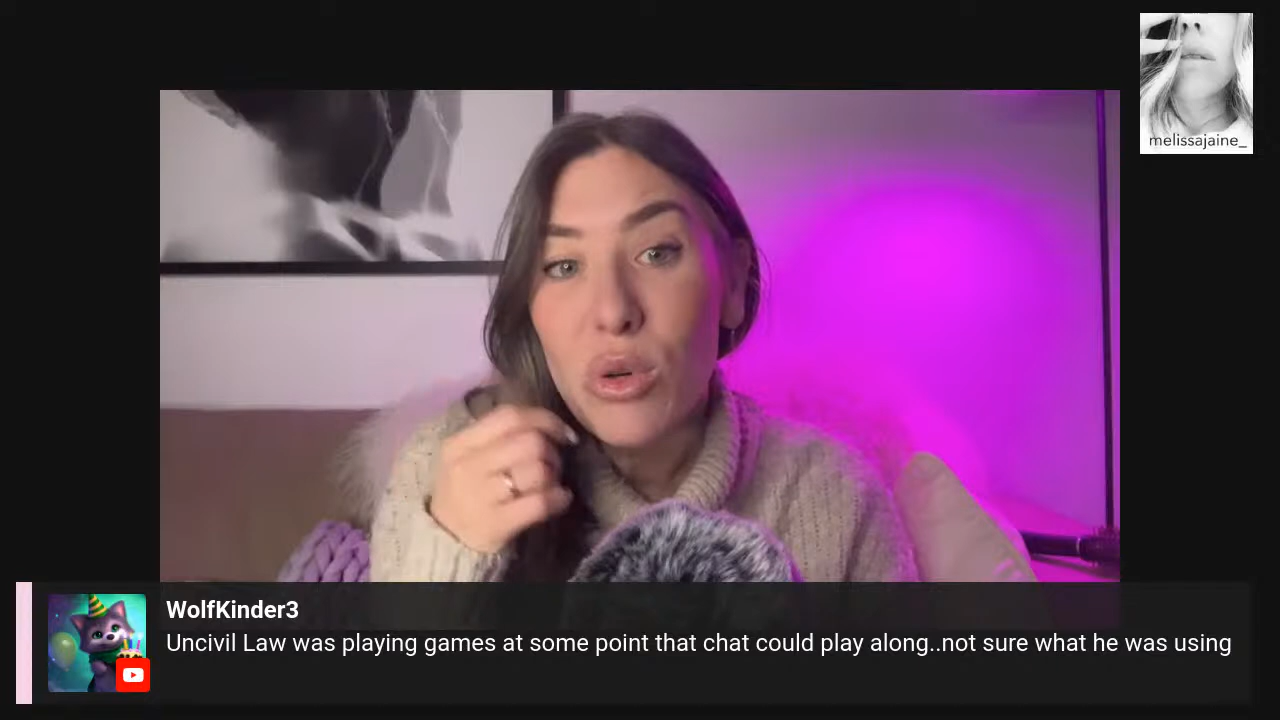 melissajaine_
WolfKinder3
Uncivil Law was playing games at some point that chat could play along..not sure what he was using